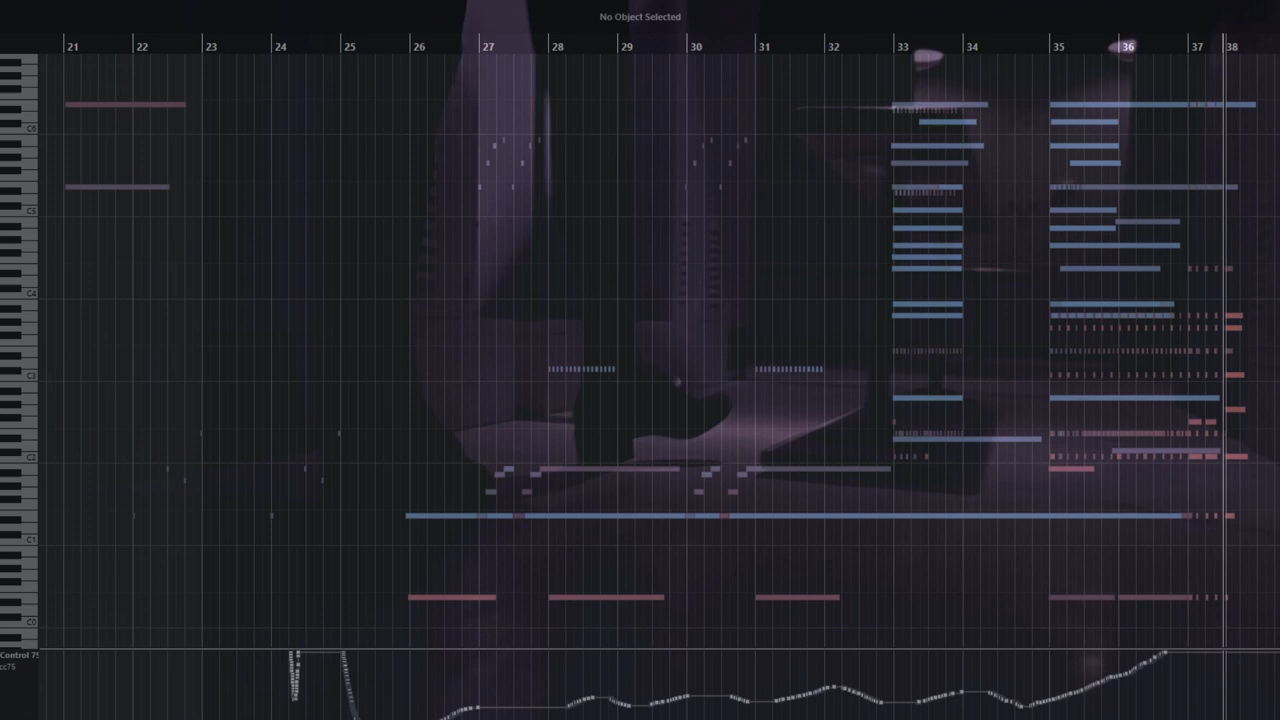 No Object Selected
21 22 23 24 25 26 27 28 29 30 31 32 33 34 35 36 37 38
C6
C5
C4
C3
C2
C1
C0
Control 75
cc75